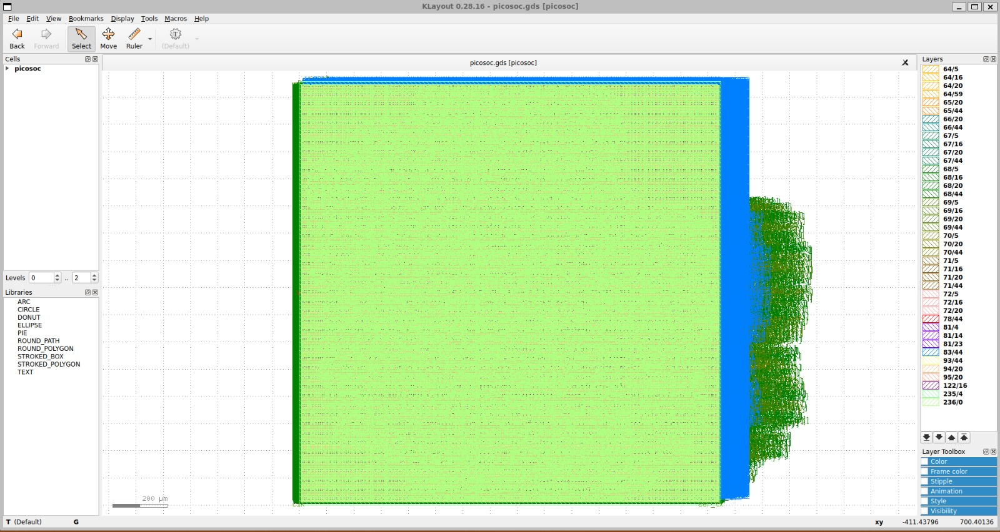 KLayout 0.28.16 - picosoc.gds [picosoc]
File Edit View Bookmarks Display Tools Macros Help
Back Forward Select Move Ruler (Default)
Cells
picosoc
Levels 0 .. 2
Libraries
ARC
CIRCLE
DONUT
ELLIPSE
PIE
ROUND_PATH
ROUND_POLYGON
STROKED_BOX
STROKED_POLYGON
TEXT
picosoc.gds [picosoc]
200 µm
Layers
64/5
64/16
64/20
64/59
65/20
65/44
66/20
66/44
67/5
67/16
67/20
67/44
68/5
68/16
68/20
68/44
69/5
69/16
69/20
69/44
70/5
70/20
70/44
71/5
71/16
71/20
71/44
72/5
72/16
72/20
78/44
81/4
81/14
81/23
83/44
93/44
94/20
95/20
122/16
235/4
236/0
Layer Toolbox
Color
Frame color
Stipple
Animation
Style
Visibility
T (Default) G xy -411.43796 700.40136